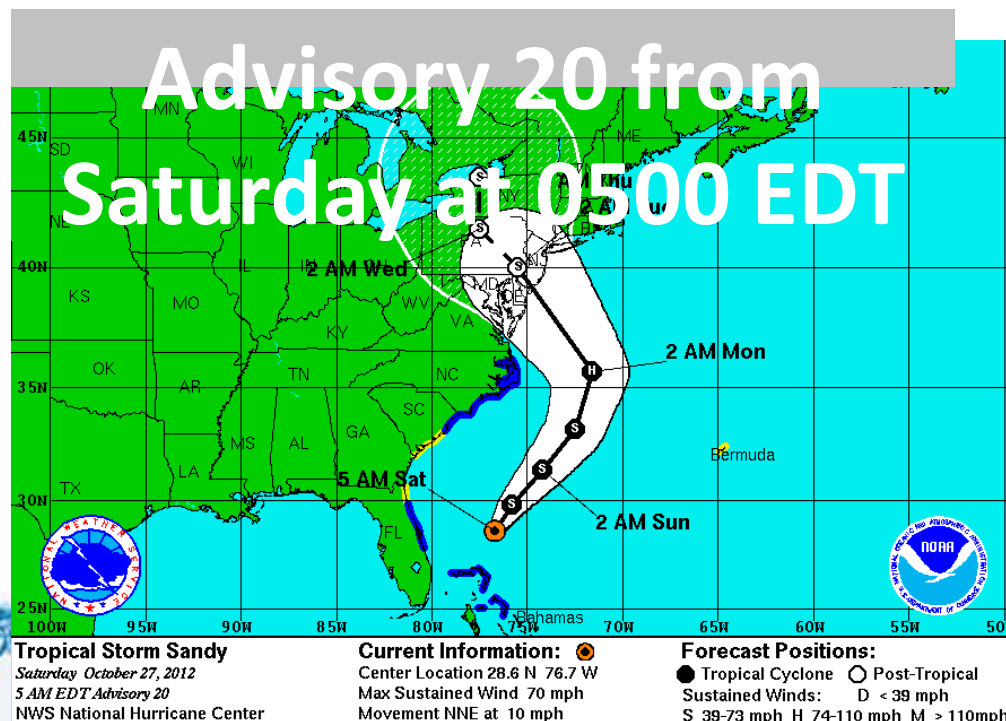 Advisory 20 from
Saturday at 0500 EDT
MN
ME
45N
SD
WI
NY
2 AM Wed
40N
NJ
MD
DE
KS
MO
WV
VA
KY
2 AM Mon
OK
TN
NC
35N
AR
SC
MS
AL
GA
Bermuda
LA
5 AM Sat
TX
30N
2 AM Sun
FL
NATIONAL WEATHER SERVICE
NOAA
25N
Bahamas
100W 95W 90W 85W 80W 75W 70W 65W 60W 55W
Tropical Storm Sandy
Saturday October 27, 2012
5 AM EDT Advisory 20
NWS National Hurricane Center
Current Information:
Center Location 28.6 N 76.7 W
Max Sustained Wind 70 mph
Movement NNE at 10 mph
Forecast Positions:
Tropical Cyclone Post-Tropical
Sustained Winds: D < 39 mph
S 39-73 mph H 74-110 mph M > 110mph